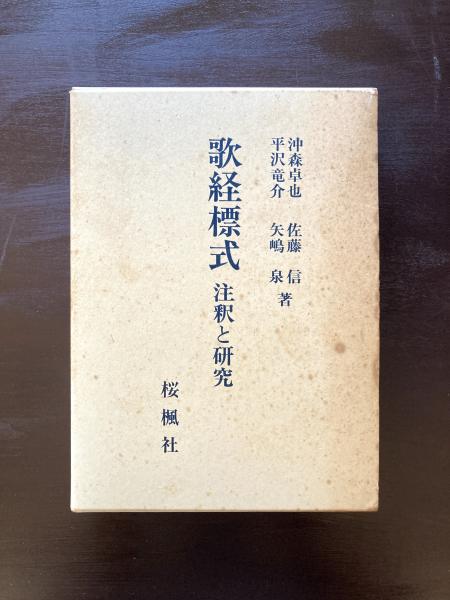 沖森卓也 佐藤 信
平沢竜介 矢嶋 泉 著
歌経標式 注釈と研究
桜楓社